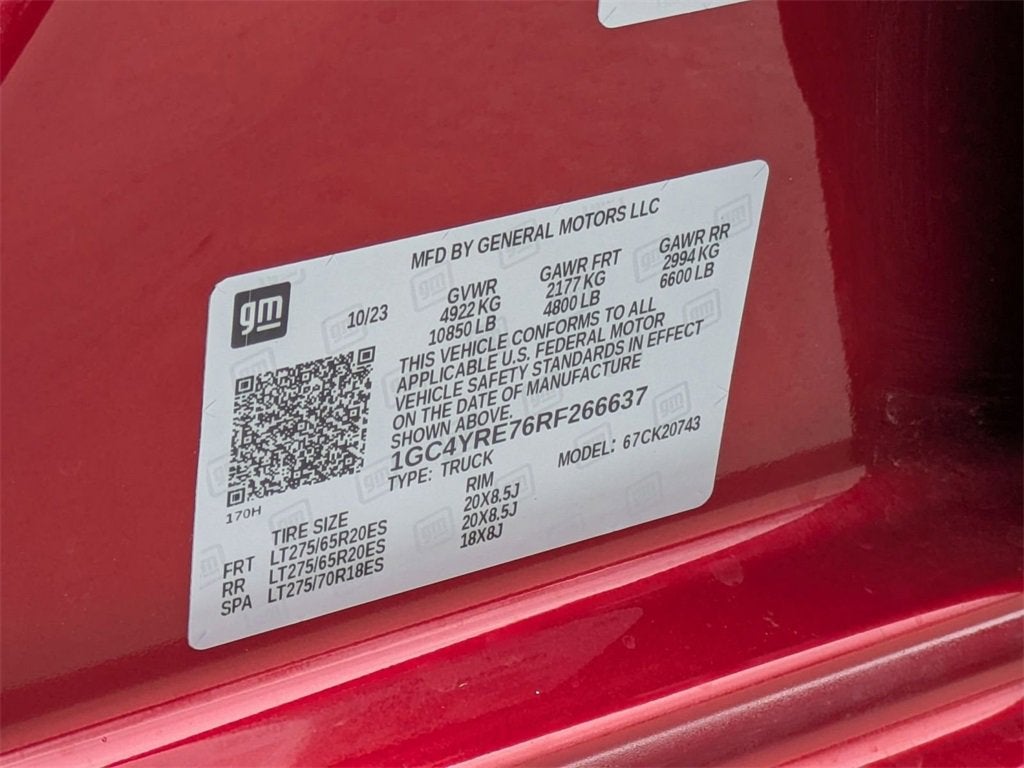 MFD BY GENERAL MOTORS LLC
gm
10/23
GVWR GAWR FRT GAWR RR
4922 KG 2177 KG 2994 KG
10850 LB 4800 LB 6600 LB
THIS VEHICLE CONFORMS TO ALL
APPLICABLE U.S. FEDERAL MOTOR
VEHICLE SAFETY STANDARDS IN EFFECT
ON THE DATE OF MANUFACTURE
SHOWN ABOVE.
1GC4YRE76RF266637
TYPE: TRUCK MODEL: 67CK20743
170H
TIRE SIZE RIM
FRT LT275/65R20ES 20X8.5J
RR LT275/65R20ES 20X8.5J
SPA LT275/70R18ES 18X8J